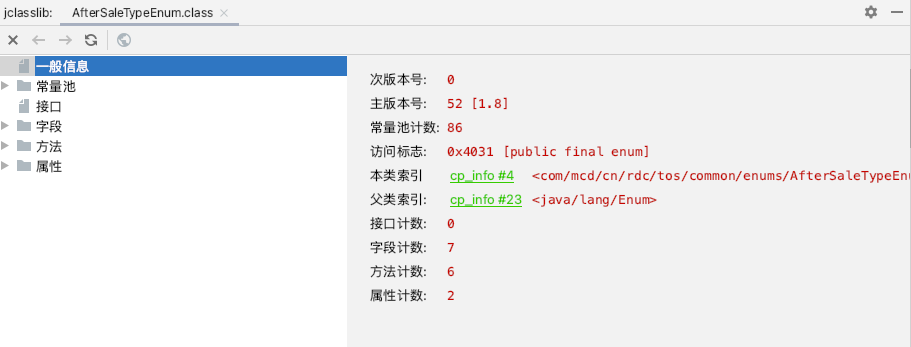 jclasslib: AfterSaleTypeEnum.class
一般信息
常量池
接口
字段
方法
属性
次版本号: 0
主版本号: 52 [1.8]
常量池计数: 86
访问标志: 0x4031 [public final enum]
本类索引 cp_info #4 <com/mcd/cn/rdc/tos/common/enums/AfterSaleTypeEnu
父类索引: cp_info #23 <java/lang/Enum>
接口计数: 0
字段计数: 7
方法计数: 6
属性计数: 2